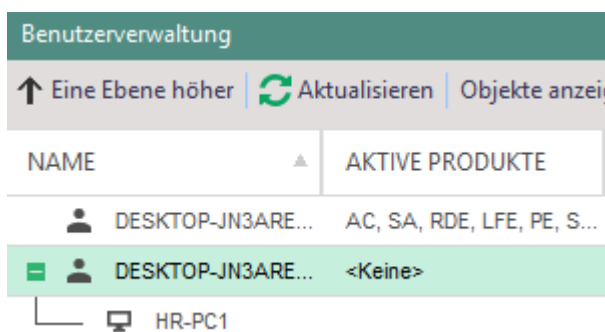 Benutzerverwaltung
Eine Ebene höher Aktualisieren Objekte
NAME AKTIVE PRODUKTE
DESKTOP-JN3ARE... AC, SA, RDE, LFE, PE, S...
DESKTOP-JN3ARE... <Keine>
HR-PC1